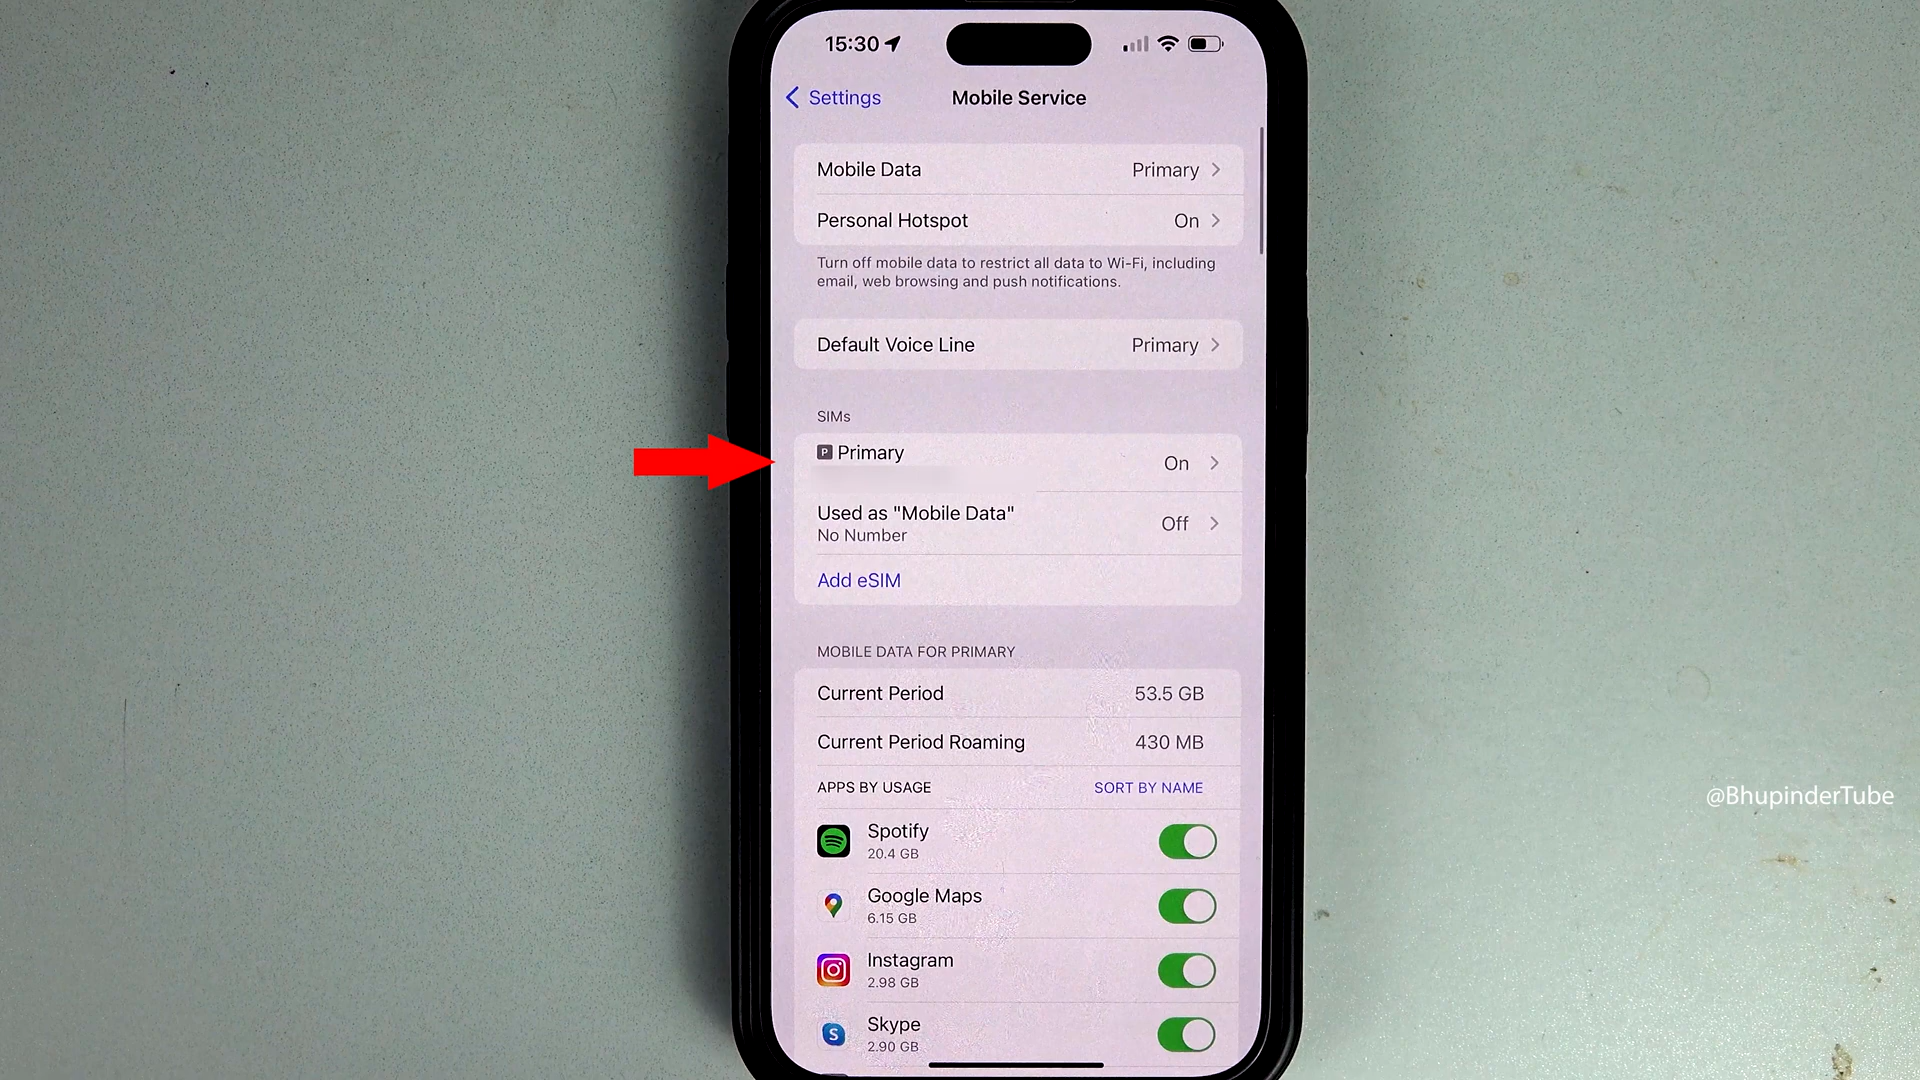 15:30
Settings
Mobile Service
Mobile Data Primary
Personal Hotspot On
Turn off mobile data to restrict all data to Wi-Fi, including
email, web browsing and push notifications.
Default Voice Line Primary
SIMs
P Primary On
Used as "Mobile Data" Off
No Number
Add eSIM
MOBILE DATA FOR PRIMARY
Current Period 53.5 GB
Current Period Roaming 430 MB
APPS BY USAGE SORT BY NAME
Spotify
20.4 GB
Google Maps
6.15 GB
Instagram
2.98 GB
S Skype
2.90 GB
@BhupinderTube